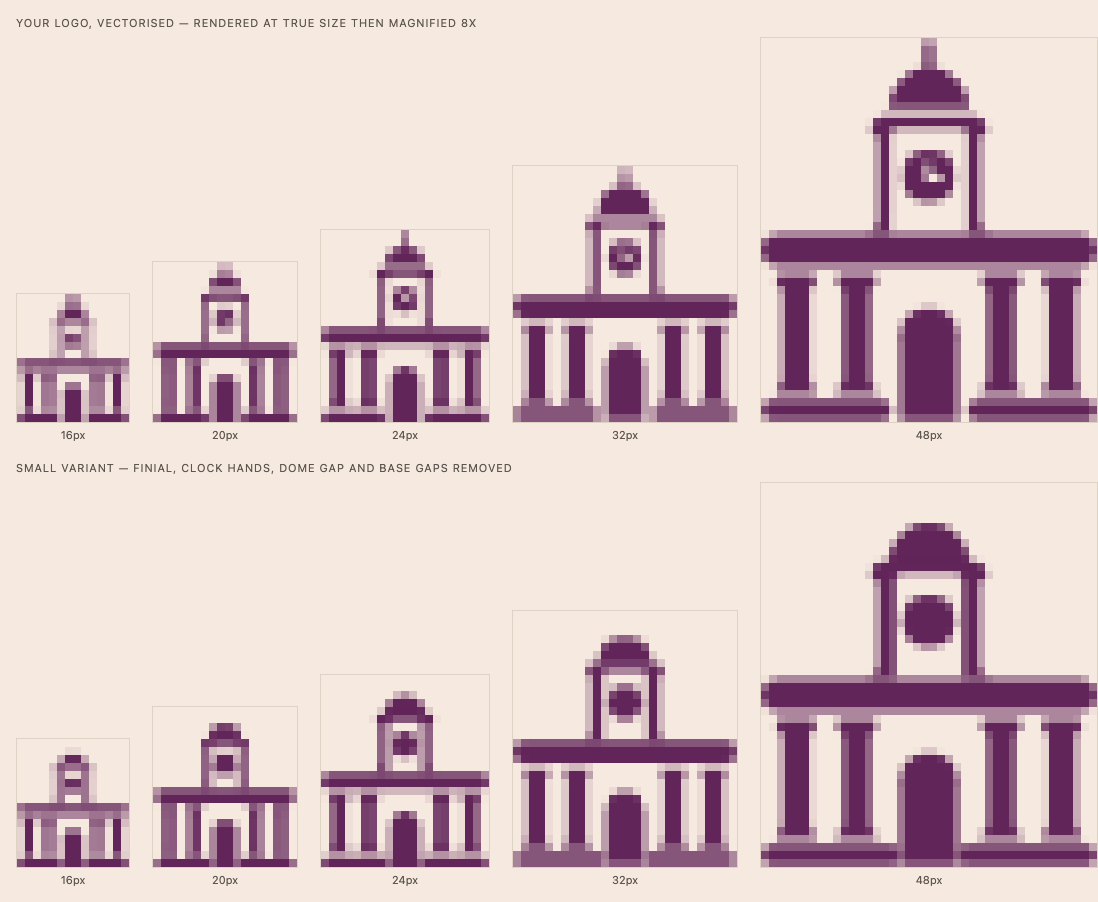 YOUR LOGO, VECTORISED — RENDERED AT TRUE SIZE THEN MAGNIFIED 8X
16px 20px 24px 32px 48px
SMALL VARIANT — FINIAL, CLOCK HANDS, DOME GAP AND BASE GAPS REMOVED
16px 20px 24px 32px 48px